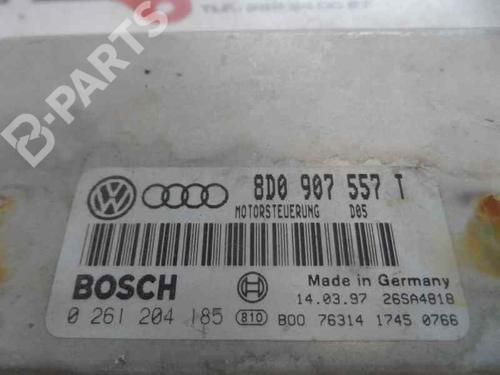 B-PARTS
8D0 907 557 T
MOTORSTEUERUNG D05
BOSCH
Made in Germany
14.03.97 26SA4818
0 261 204 185 810 B00 76314 1745 0766